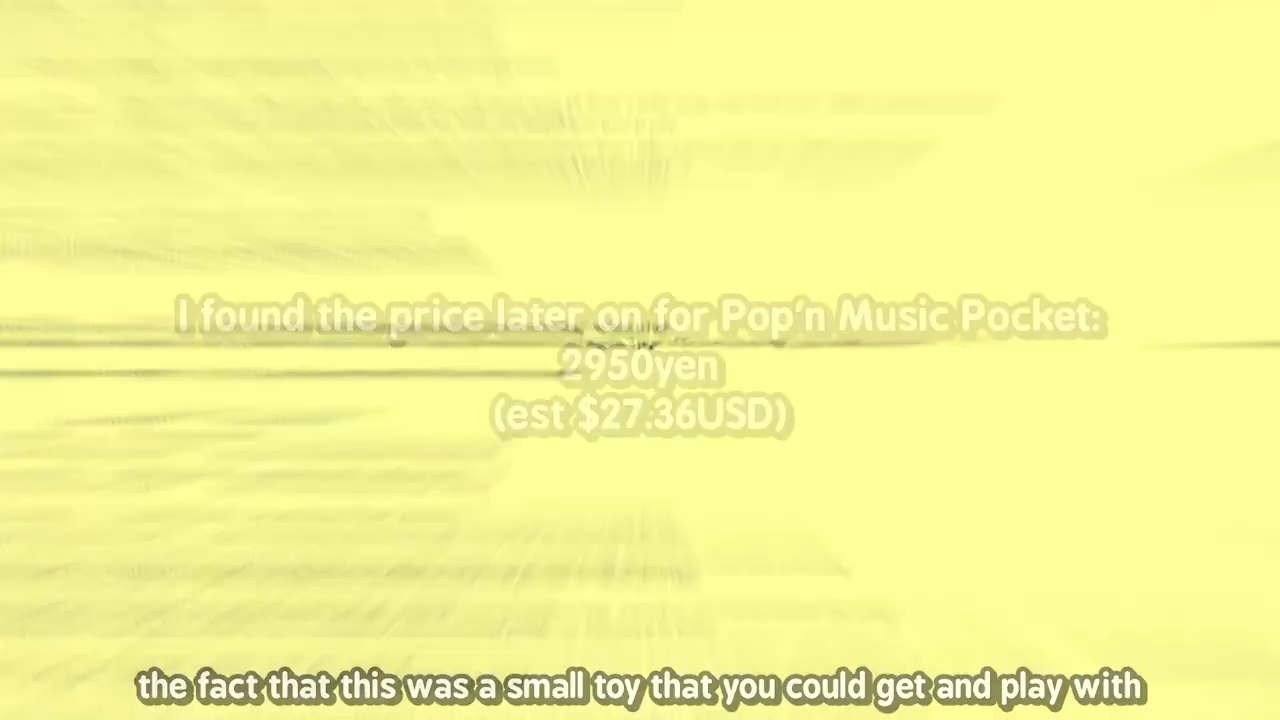 I found the price later on for Pop'n Music Pocket:
2950yen
(est $27.36USD)
the fact that this was a small toy that you could get and play with